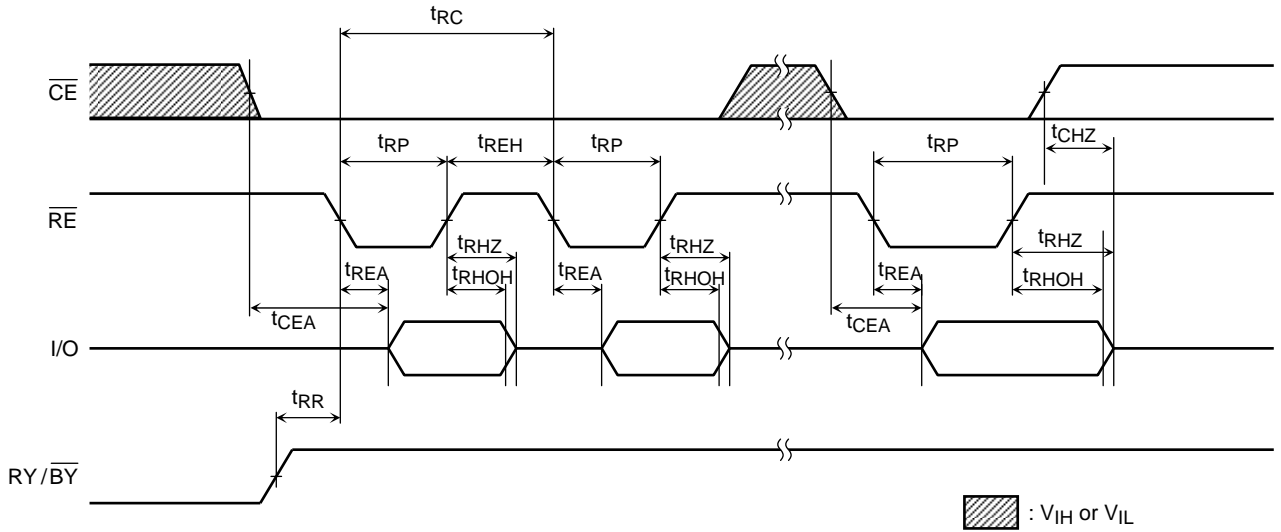 tRC
CE
tCHZ
tRP
tREH
tRP
tRP
RE
tRHZ
tRHZ
tRHZ
tREA
tRHOH
tREA
tRHOH
tREA
tRHOH
tCEA
tCEA
I/O
tRR
RY/BY
: VIH or VIL